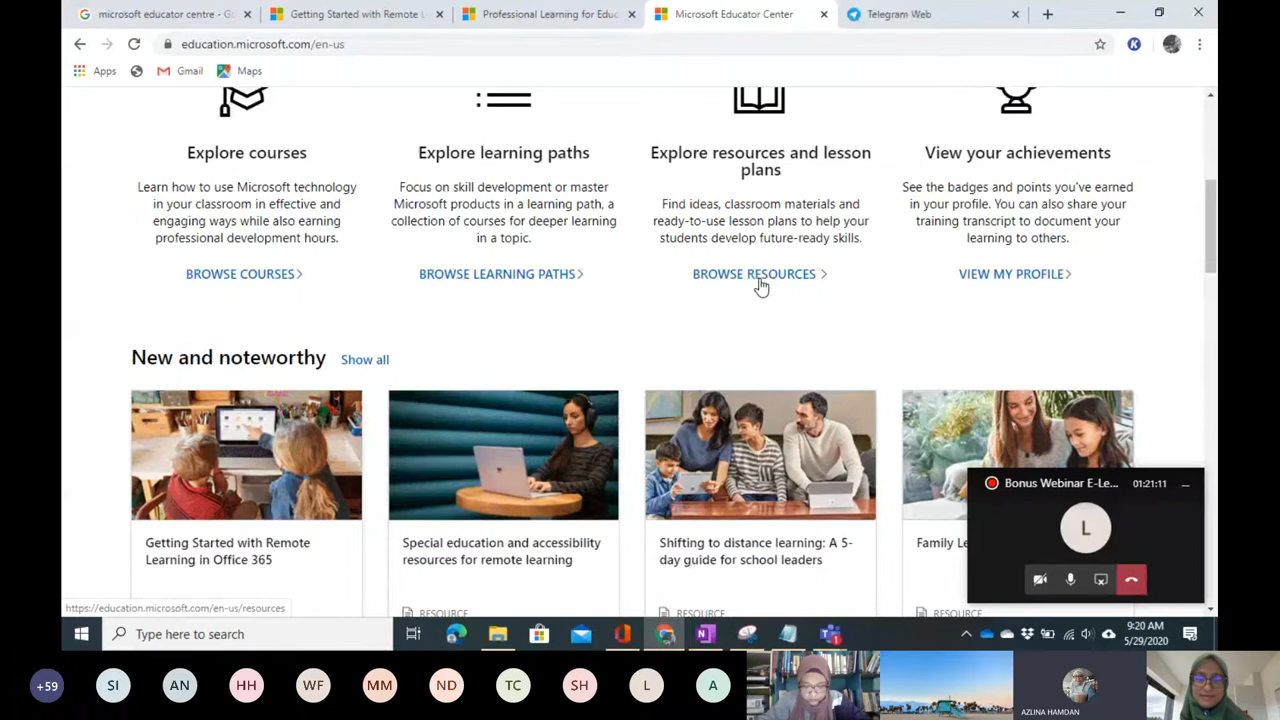 microsoft educator centre - G
Getting Started with Remote L
Professional Learning for Educ
Microsoft Educator Center
Telegram Web
education.microsoft.com/en-us
Apps
Gmail
Maps
Explore courses
Learn how to use Microsoft technology
in your classroom in effective and
engaging ways while also earning
professional development hours.
BROWSE COURSES
Explore learning paths
Focus on skill development or master
Microsoft products in a learning path, a
collection of courses for deeper learning
in a topic.
BROWSE LEARNING PATHS
Explore resources and lesson
plans
Find ideas, classroom materials and
ready-to-use lesson plans to help your
students develop future-ready skills.
BROWSE RESOURCES
View your achievements
See the badges and points you've earned
in your profile. You can also share your
training transcript to document your
learning to others.
VIEW MY PROFILE
New and noteworthy Show all
Getting Started with Remote
Learning in Office 365
Special education and accessibility
resources for remote learning
RESOURCE
Shifting to distance learning: A 5-
day guide for school leaders
RESOURCE
Family Le
RESOURCE
Bonus Webinar E-Le... 01:21:11
L
https://education.microsoft.com/en-us/resources
Type here to search
9:20 AM
5/29/2020
+59
SI
AN
HH
WF
MM
ND
TC
SH
L
A
AZLINA HAMDAN